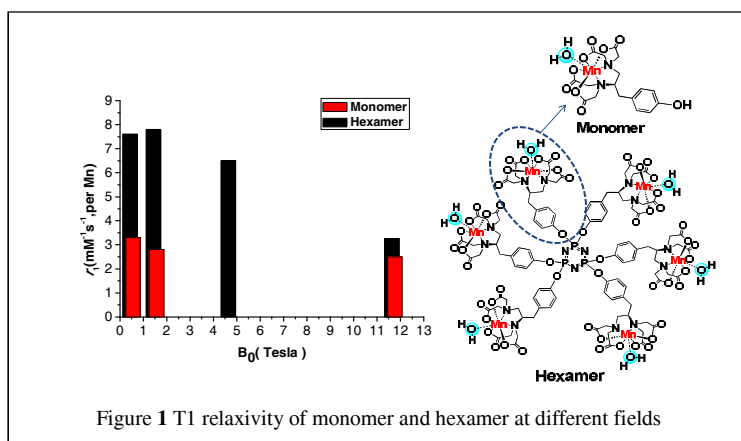 9
8
7
6
5
4
3
2
1
0
r1(mM-1s-1,per Mn)
Monomer
Hexamer
0 1 2 3 4 5 6 7 8 9 10 11 12 13
B0( Tesla )
Monomer
Hexamer
Figure 1 T1 relaxivity of monomer and hexamer at different fields